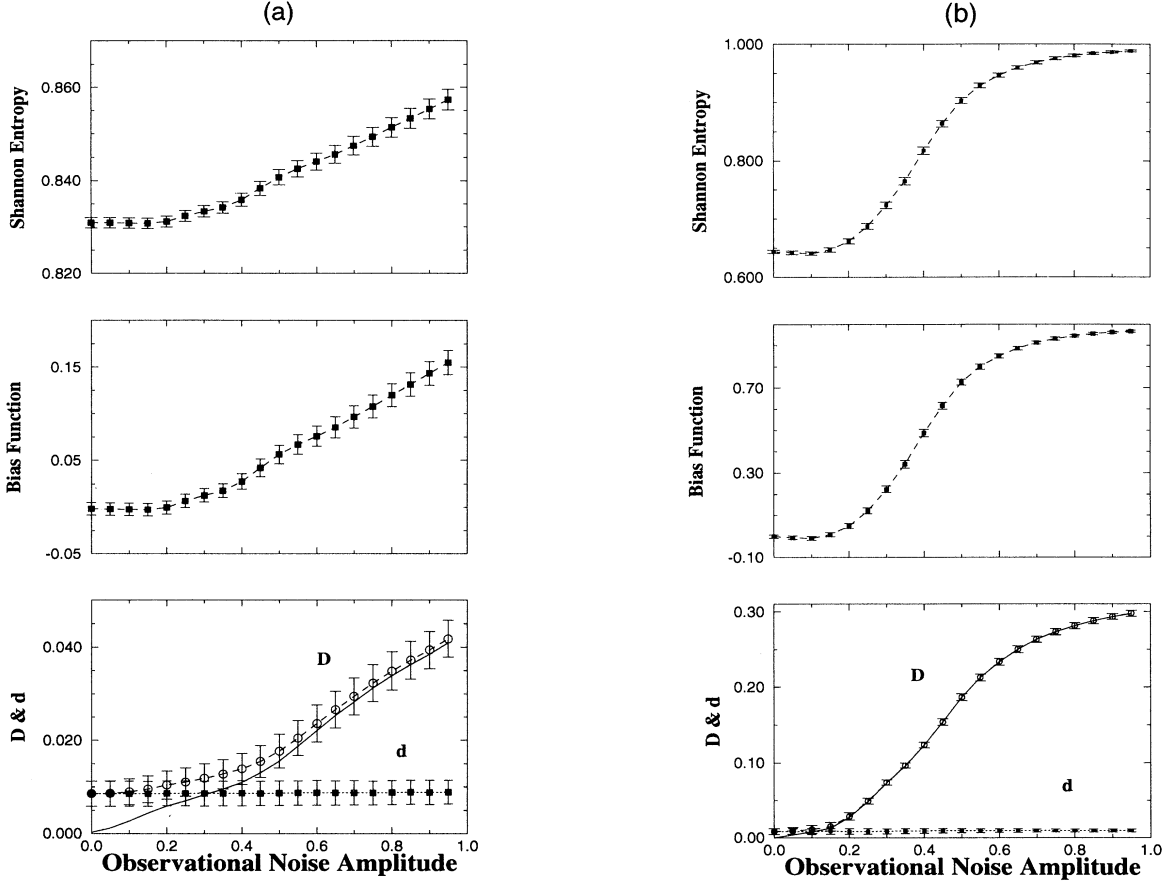 (a)
Shannon Entropy
0.860
0.840
0.820
Bias Function
0.15
0.05
-0.05
D & d
0.040
0.020
0.000
D
d
0.0 0.2 0.4 0.6 0.8 1.0
Observational Noise Amplitude
(b)
Shannon Entropy
1.000
0.800
0.600
Bias Function
0.70
0.30
-0.10
D & d
0.30
0.20
0.10
0.00
D
d
0.0 0.2 0.4 0.6 0.8 1.0
Observational Noise Amplitude